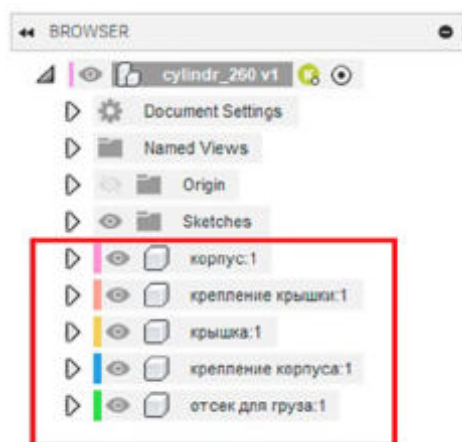 BROWSER
cylindr_260 v1
Document Settings
Named Views
Origin
Sketches
корпус:1
крепление крышки:1
крышка:1
крепление корпуса:1
отсек для груза:1